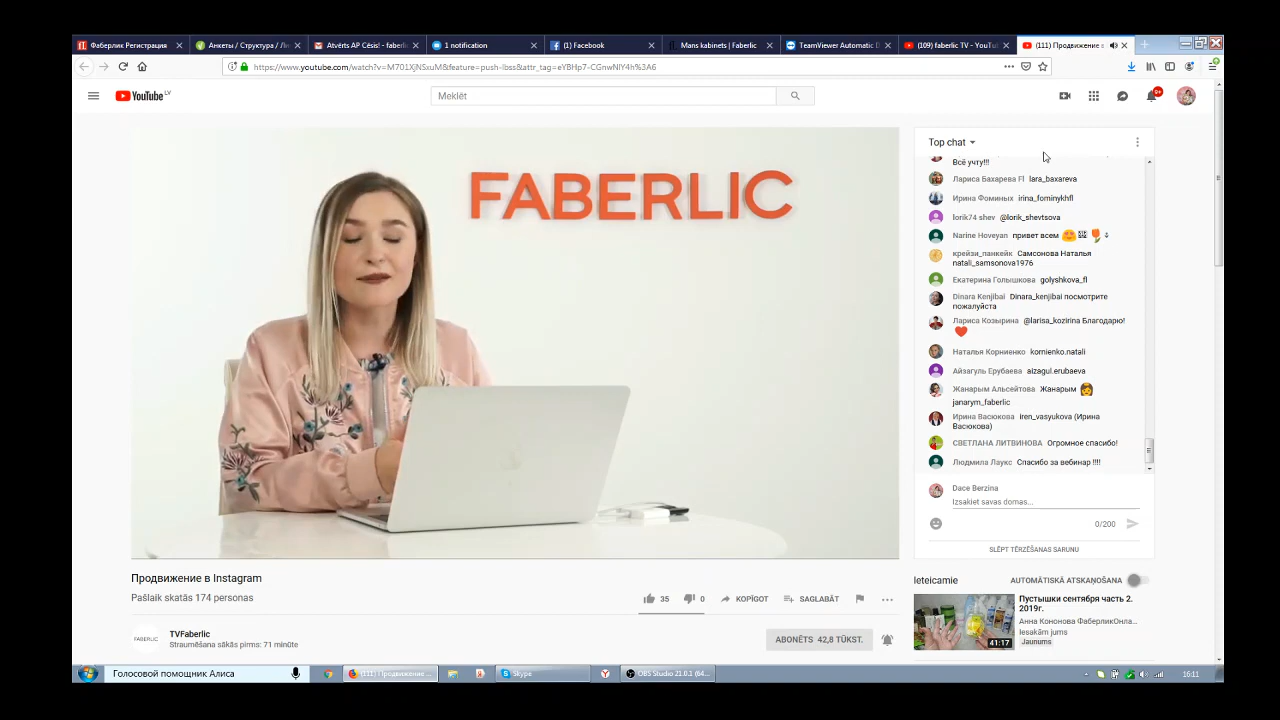 Фаберлик Регистрация
Анкеты / Структура / Ли
Atvērts AP Cēsis! - faberli
1 notification
(1) Facebook
Mans kabinets | Faberlic
TeamViewer Automatic D
(109) faberlic TV - YouTu
(111) Продвижение в
https://www.youtube.com/watch?v=M701XjNSxuM&feature=push-lsss&attr_tag=eYBHp7-CGnwNlY4h%3A6
YouTube LV
Meklēt
9+
FABERLIC
Top chat
Всё учту!!!
Лариса Бахарева Fl lara_baxareva
Ирина Фоминых irina_fominykhfl
lorik74 shev @lorik_shevtsova
Narine Hoveyan привет всем
крейзи_панкейк Самсонова Наталья
natali_samsonova1976
Екатерина Голышкова golyshkova_fl
Dinara Kenjibai Dinara_kenjibai посмотрите
пожалуйста
Лариса Козырина @larisa_kozirina Благодарю!
Наталья Корниенко kornienko.natali
Айзагуль Ерубаева aizagul.erubaeva
Жанарым Альсейтова Жанарым
janarym_faberlic
Ирина Васюкова iren_vasyukova (Ирина
Васюкова)
СВЕТЛАНА ЛИТВИНОВА Огромное спасибо!
Людмила Лаукс Спасибо за вебинар !!!!
Dace Berzina
Izsakiet savas domas...
0/200
SLĒPT TĒRZĒŠANAS SARUNU
Продвижение в Instagram
Pašlaik skatās 174 personas
35
0
KOPĪGOT
SAGLABĀT
FABERLIC
TVFaberlic
Straumēšana sākās pirms: 71 minūte
ABONĒTS 42,8 TŪKST.
Ieteicamie
AUTOMĀTISKĀ ATSKAŅOŠANA
Пустышки сентября часть 2.
2019г.
Анна Кононова ФаберликОнла...
Iesakām jums
Jaunums
41:17
Голосовой помощник Алиса
(111) Продвижение ...
Skype
OBS Studio 21.0.1 (64...
16:11